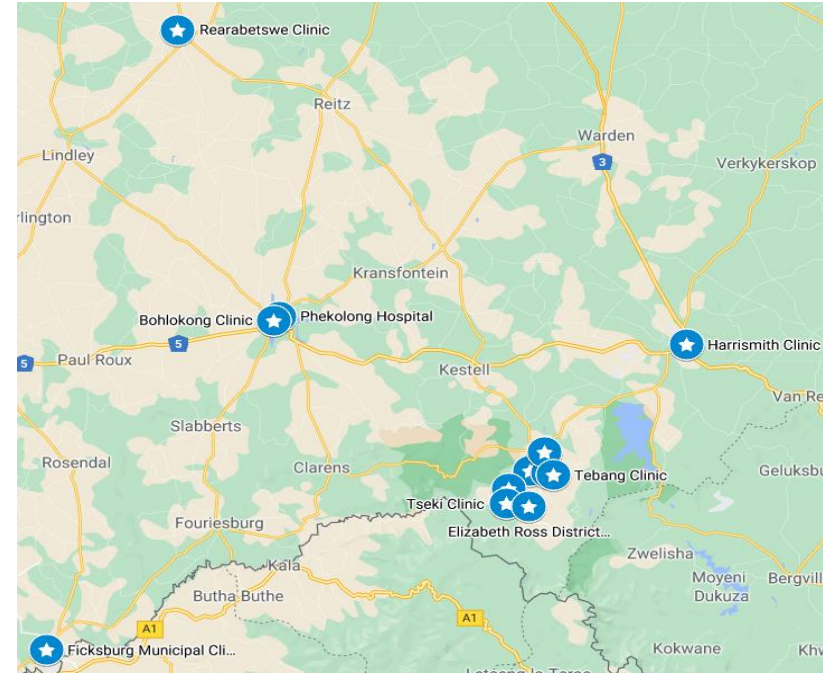 Rearabetswe Clinic
Reitz
Warden
Lindley
3
Verkykerskop
rlington
Kransfontein
Bohlokong Clinic
Phekolong Hospital
5
Harrismith Clinic
5
Paul Roux
Kestell
Van Re
Slabberts
Rosendal
Clarens
Tebang Clinic
Geluksbu
Tseki Clinic
Fouriesburg
Elizabeth Ross District...
Zwelisha
Kala
Moyeni
Dukuza
Bergvill
Butha Buthe
A1
A1
Ficksburg Municipal Cli...
Kokwane
Khw